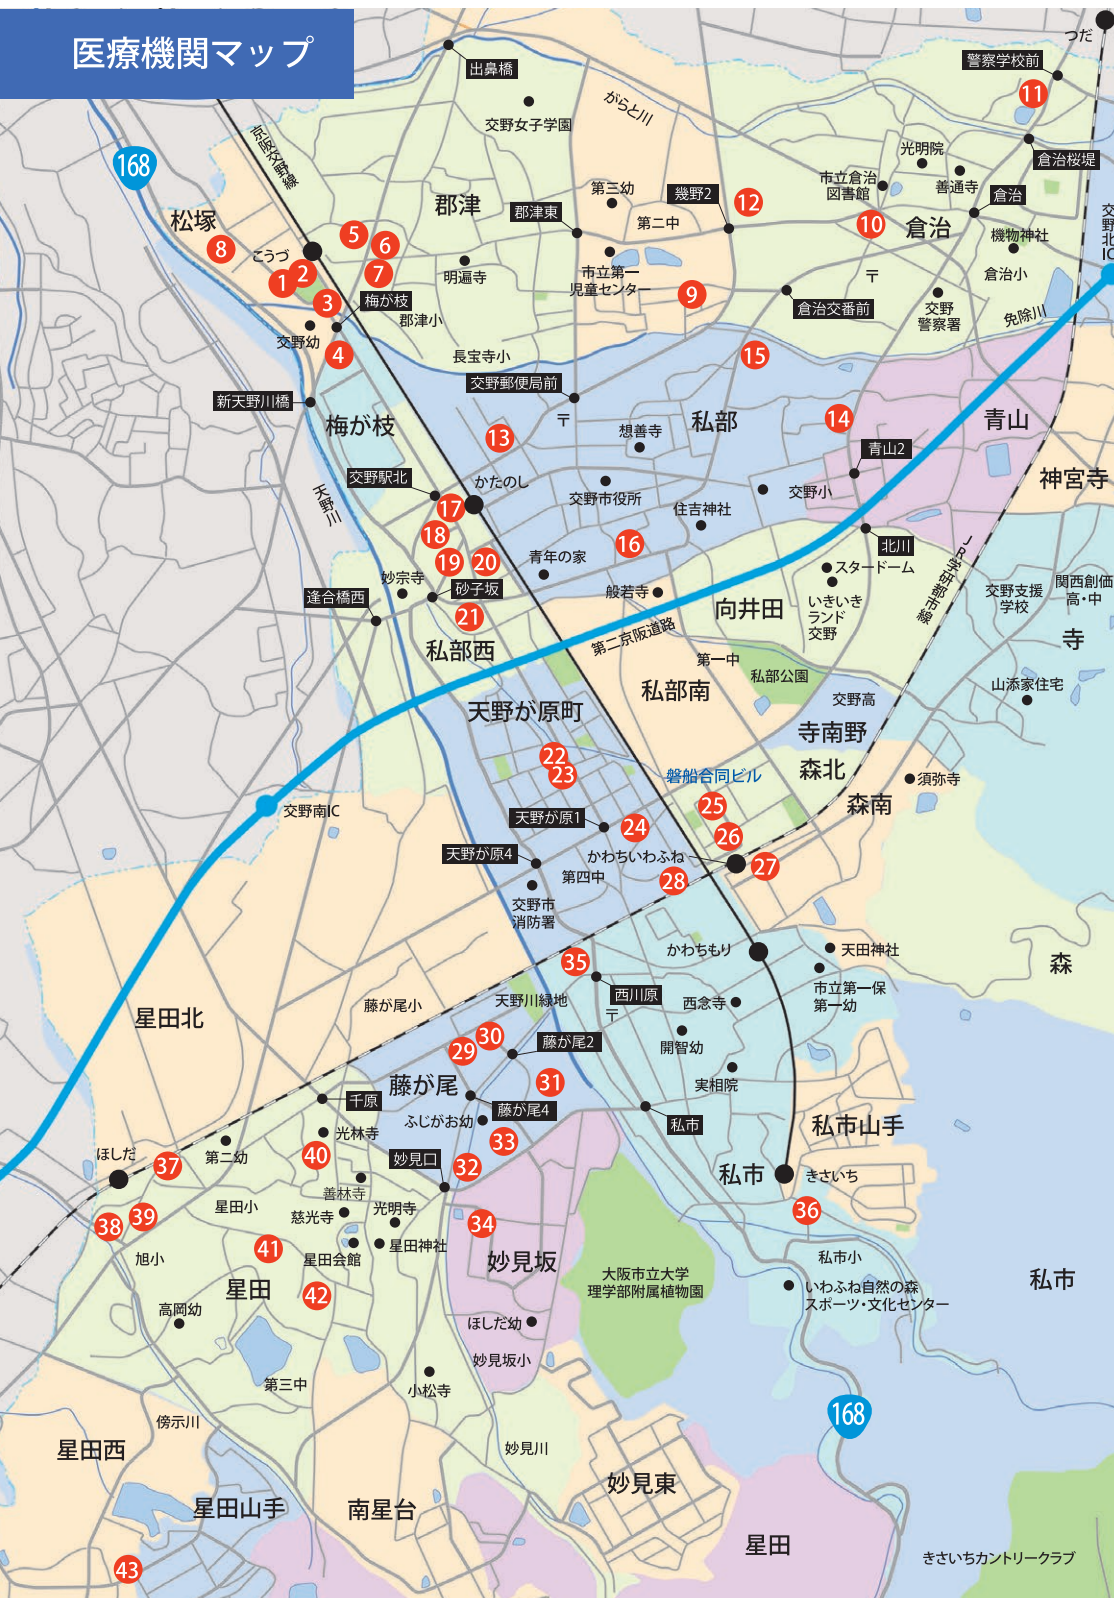 医療機関マップ
つだ
警察学校前
出鼻橋
11
がらと川
交野女子学園
京阪交野線
168
光明院
倉治桜堤
市立倉治
図書館
善通寺
第三幼
幾野2
12
倉治
松塚
郡津
郡津東
第二中
10
倉治
交野北IC
5
6
8
こうづ
機物神社
明遍寺
市立第一
児童センター
倉治小
〒
7
1
2
3
梅が枝
9
倉治交番前
交野
警察署
免除川
郡津小
交野幼
4
長宝寺小
15
交野郵便局前
新天野川橋
梅が枝
〒
私部
14
青山
13
想善寺
青山2
神宮寺
交野駅北
かたのし
交野市役所
交野小
天野川
17
住吉神社
18
16
北川
JR学研都市線
19
20
青年の家
スタードーム
妙宗寺
砂子坂
般若寺
逢合橋西
いきいき
ランド
交野
向井田
交野支援
学校
関西創価
高・中
21
第二京阪道路
寺
私部西
第一中
私部公園
山添家住宅
私部南
交野高
天野が原町
寺南野
22
23
磐船合同ビル
森北
須弥寺
交野南IC
25
森南
天野が原1
24
26
天野が原4
かわちいわふね
27
第四中
28
交野市
消防署
かわちもり
天田神社
35
森
市立第一保
第一幼
西川原
天野川緑地
西念寺
藤が尾小
〒
星田北
30
29
藤が尾2
開智幼
実相院
31
藤が尾
千原
藤が尾4
ふじがお幼
私市
私市山手
光林寺
33
ほしだ
第二幼
40
妙見口
37
32
私市
きさいち
善林寺
星田小
慈光寺
光明寺
36
39
38
34
41
星田神社
旭小
星田会館
妙見坂
私市小
大阪市立大学
理学部附属植物園
私市
星田
42
いわふね自然の森
スポーツ・文化センター
高岡幼
ほしだ幼
妙見坂小
第三中
小松寺
168
傍示川
星田西
妙見川
妙見東
星田山手
南星台
星田
きさいちカントリークラブ
43